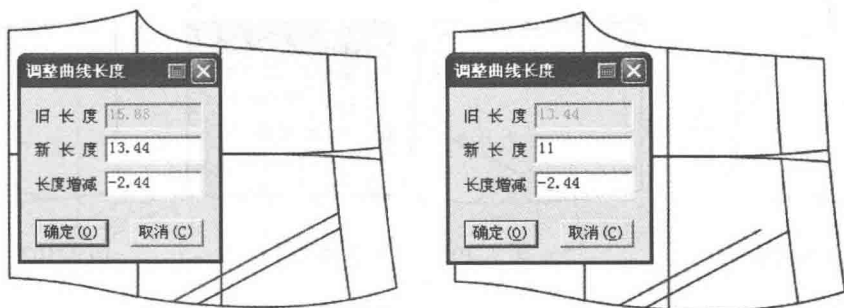 调整曲线长度
旧长度 15.88
新长度 13.44
长度增减 -2.44
确定(O) 取消(C)
调整曲线长度
旧长度 13.44
新长度 11
长度增减 -2.44
确定(O) 取消(C)